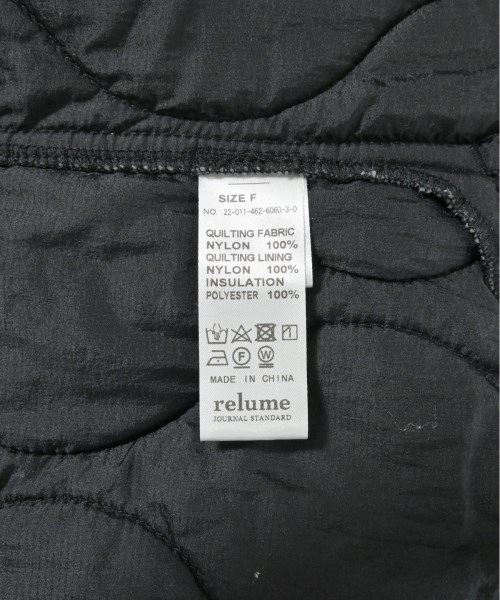 SIZE F
NO. 22-011-462-6060-3-0
QUILTING FABRIC
NYLON 100%
QUILTING LINING
NYLON 100%
INSULATION
POLYESTER 100%
F W
MADE IN CHINA
relume
JOURNAL STANDARD